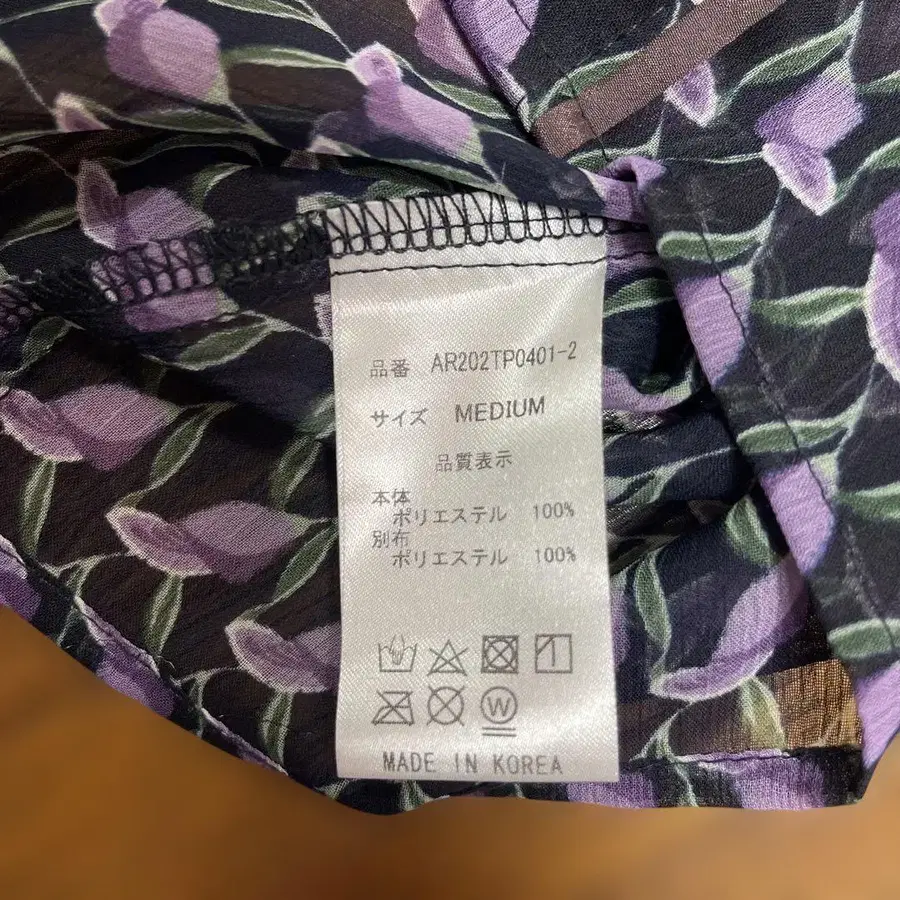 品番 AR202TP0401-2
サイズ MEDIUM
品質表示
本体
ポリエステル 100%
別布
ポリエステル 100%
W
MADE IN KOREA